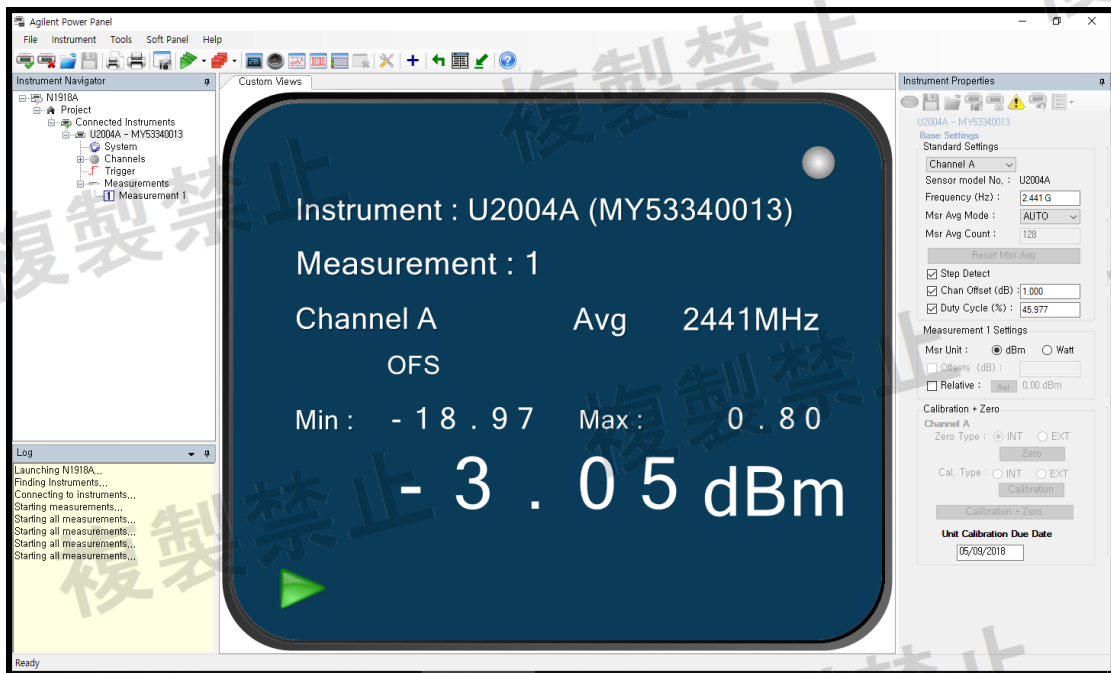 Agilent Power Panel
File Instrument Tools Soft Panel Help
Instrument Navigator
N1918A
Project
Connected Instruments
U2004A - MY53340013
System
Channels
Trigger
Measurements
1 Measurement 1
Log
Launching N1918A...
Finding Instruments...
Connecting to instruments...
Starting measurements...
Starting all measurements...
Starting all measurements...
Starting all measurements...
Starting all measurements...
Ready
Custom Views
Instrument : U2004A (MY53340013)
Measurement : 1
Channel A Avg 2441MHz
OFS
Min : -18.97 Max : 0.80
-3.05 dBm
Instrument Properties
U2004A - MY53340013
Base Settings
Standard Settings
Channel A
Sensor model No. : U2004A
Frequency (Hz) : 2.441 G
Msr Avg Mode : AUTO
Msr Avg Count : 128
Reset Msr Avg
Step Detect
Chan Offset (dB) : 1.000
Duty Cycle (%) : 45.977
Measurement 1 Settings
Msr Unit : dBm Watt
Offsets (dB) :
Relative : Rel 0,00 dBm
Calibration + Zero
Channel A
Zero Type : INT EXT
Zero
Cal. Type : INT EXT
Calibration
Calibration + Zero
Unit Calibration Due Date
05/09/2018
複製禁止
複製禁止
複製禁止
複製禁止
禁止